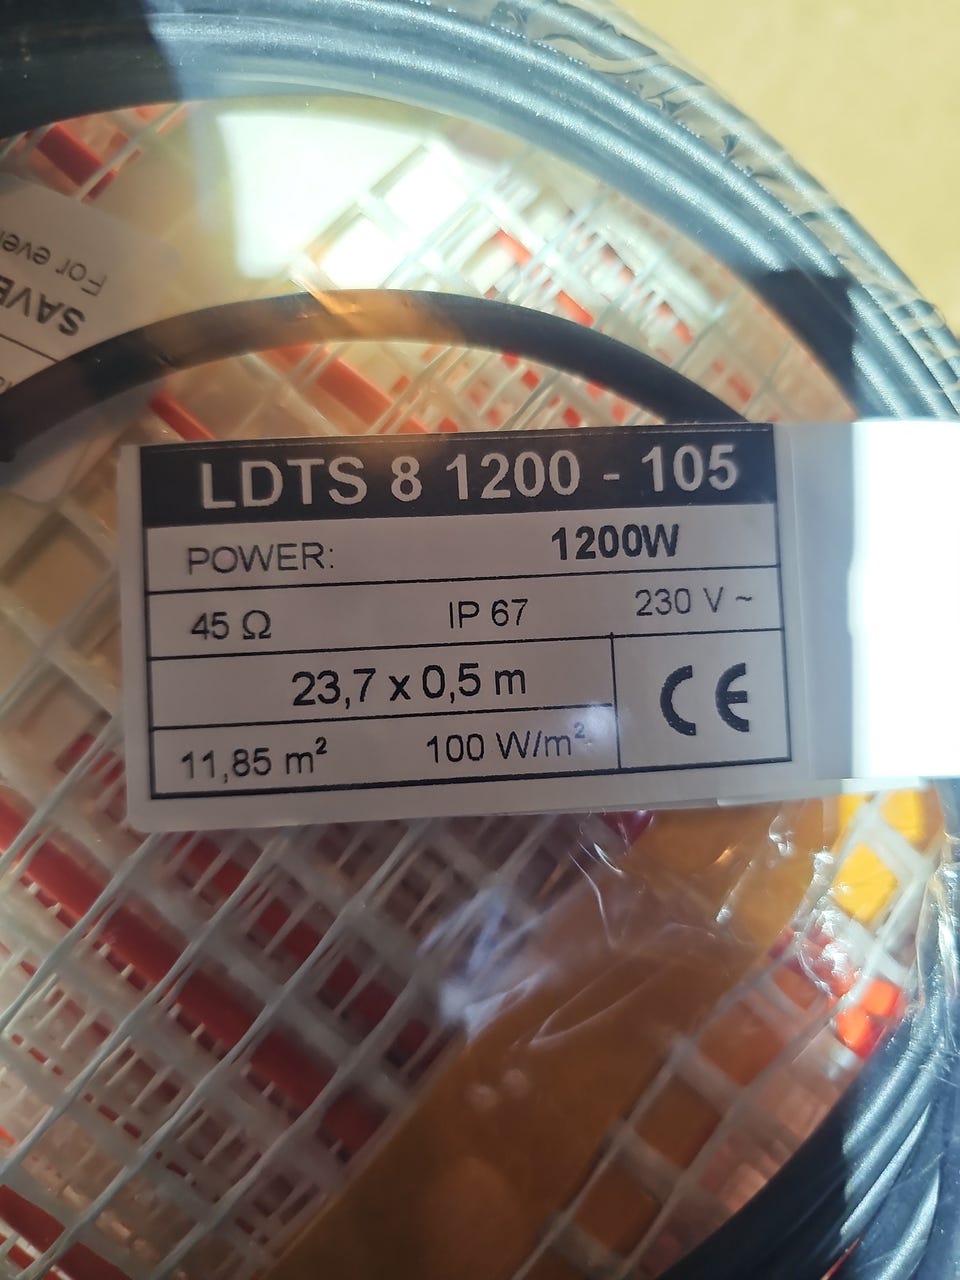 SAVE
For ever
LDTS 8 1200 - 105
POWER: 1200W
45 Ω IP 67 230 V ~
23,7 x 0,5 m
CE
11,85 m² 100 W/m²